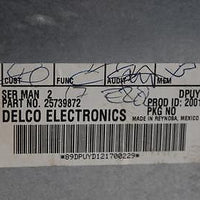 CUST FUNC AUDIT MEM
SER MAN 2 DPUY
PART NO. 25739872 PROD ID: 2001
PKG NO
DELCO ELECTRONICS MADE IN REYNOSA, MEXICO
*89DPUYD121700229*